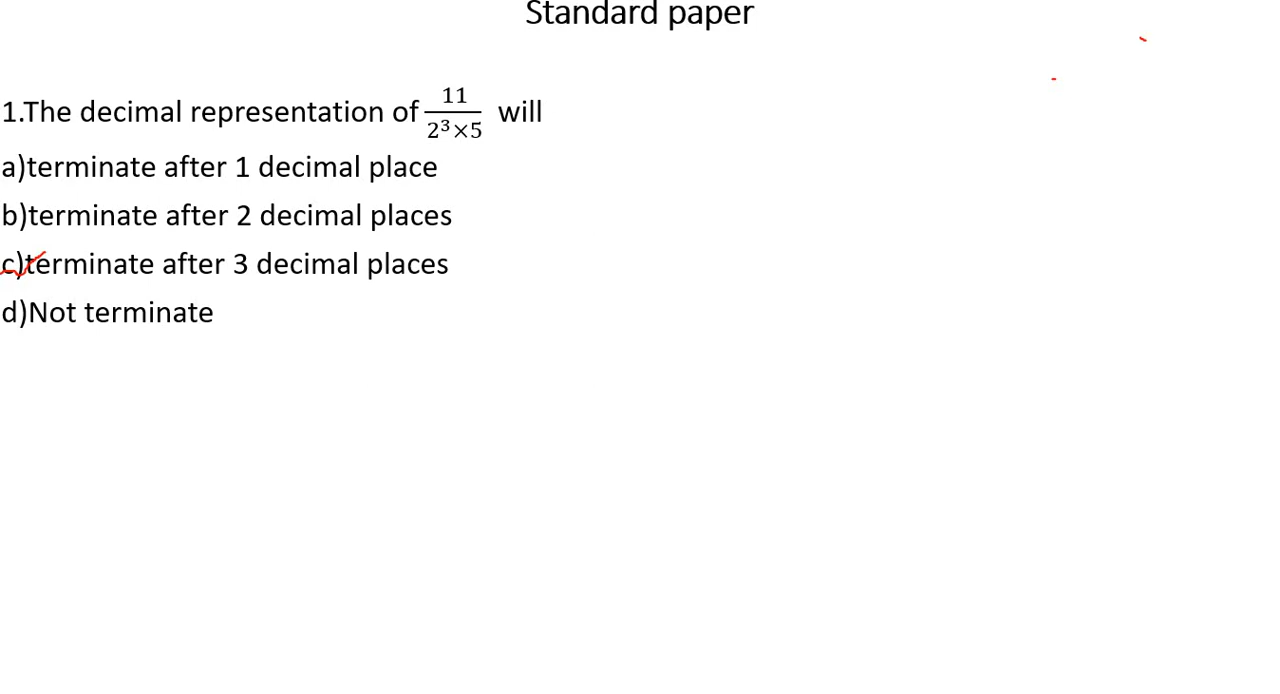 Standard paper
1.The decimal representation of 11/(2³×5) will
a)terminate after 1 decimal place
b)terminate after 2 decimal places
c)terminate after 3 decimal places
d)Not terminate